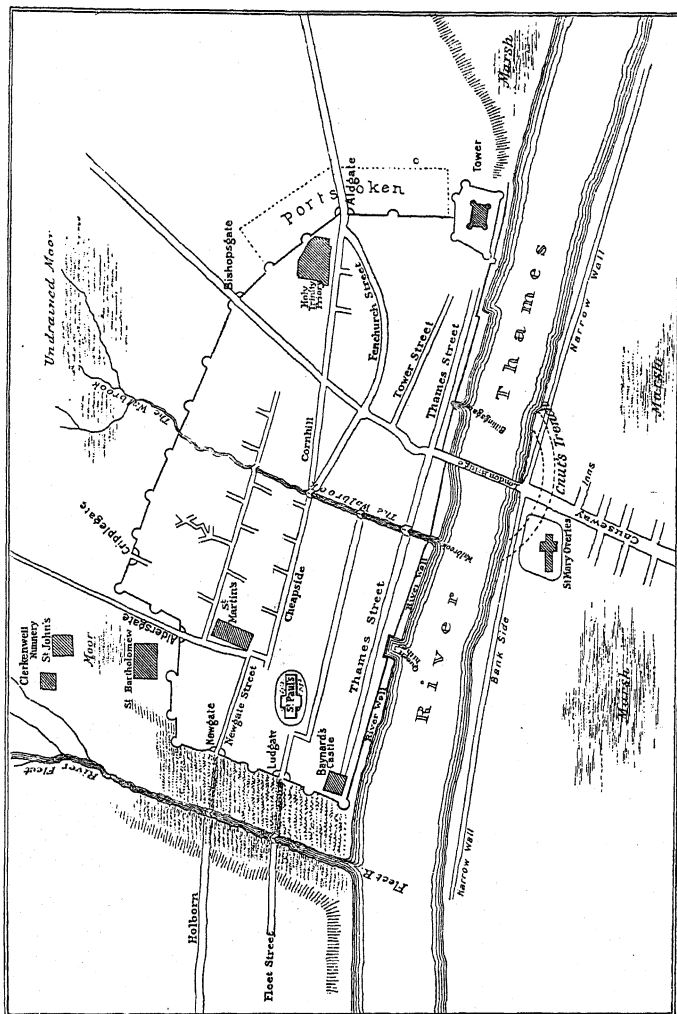 Marsh
Tower
Portsoken
Aldgate
Bishopsgate
Holy
Trinity
Priory
Undrained Moor
The Walbrook
Fenchurch Street
Tower Street
Thames Street
Billingsgate
Thames
Narrow Wall
Marsh
Cornhill
The Walbrook
London Bridge
Cnut's Trench
Inns
Causeway
St Mary Overies
Cripplegate
Aldersgate
St
Martin's
Cheapside
Walbrook
River Wall
Thames Street
River
Bank Side
Marsh
Clerkenwell
Nunnery
St John's
Moor
St Bartholomew
Newgate
Newgate Street
St Paul's
Ludgate
River Wall
Baynard's
Castle
River Fleet
Fleet R.
Narrow Wall
Holborn
Fleet Street